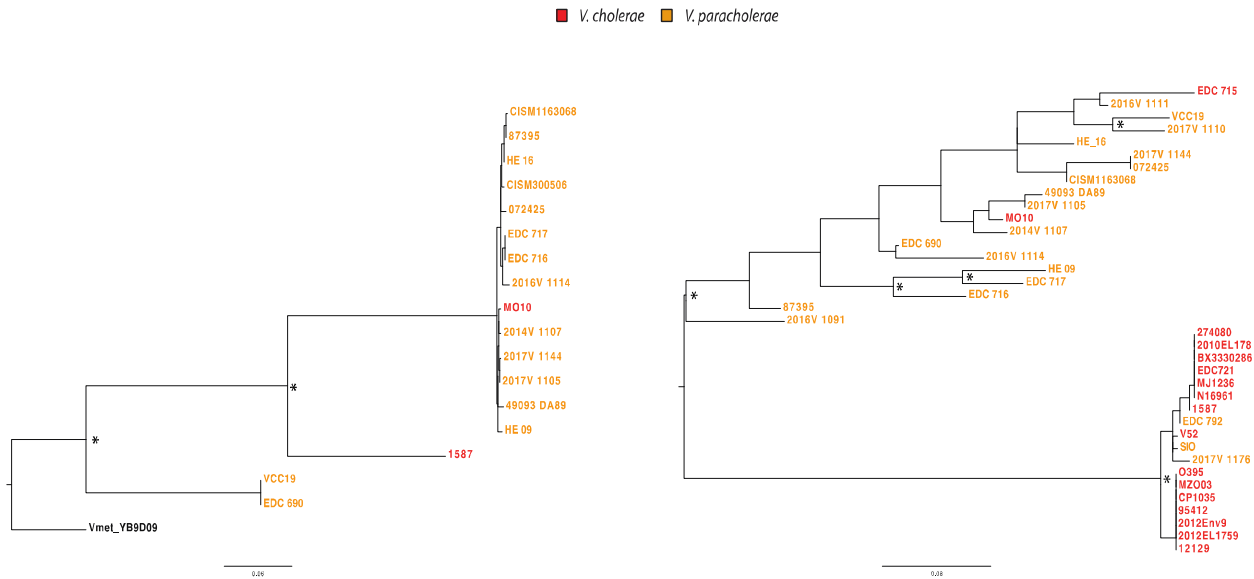 V. cholerae V. paracholerae
CISM1163068
87395
HE 16
CISM300506
072425
EDC 717
EDC 716
2016V 1114
MO10
2014V 1107
2017V 1144
2017V 1105
49093 DA89
HE 09
*
1587
*
VCC19
EDC 690
Vmet_YB9D09
0.06
EDC 715
2016V 1111
VCC19
*
2017V 1110
HE_16
2017V 1144
072425
CISM1163068
49093 DA89
2017V 1105
MO10
2014V 1107
EDC 690
2016V 1114
HE 09
*
EDC 717
*
EDC 716
*
87395
2016V 1091
274080
2010EL178
BX3330286
EDC721
MJ1236
N16961
1587
EDC 792
V52
SIO
2017V 1176
O395
*
MZO03
CP1035
95412
2012Env9
2012EL1759
12129
0.08